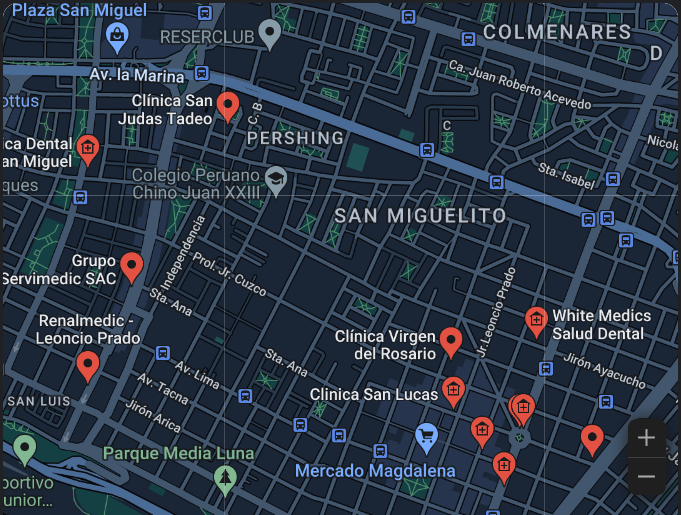 Plaza San Miguel
RESERCLUB
COLMENARES
D
Av. la Marina
Ca. Juan Roberto Acevedo
ottus
Clínica San
Judas Tadeo
C. B
PERSHING
C
Nicola
ica Dental
an Miguel
ques
Colegio Peruano
Chino Juan XXIII
Sta. Isabel
SAN MIGUELITO
Independencia
Grupo
Servimedic SAC
Prol. Jr. Cuzco
Sta. Ana
Jr. Leoncio Prado
Renalmedic -
Leoncio Prado
White Medics
Salud Dental
Clínica Virgen
del Rosario
Sta. Ana
Jirón Ayacucho
Av. Lima
Av. Tacna
Clinica San Lucas
SAN LUIS
Jirón Arica
Parque Media Luna
Mercado Magdalena
portivo
unior...
+
−